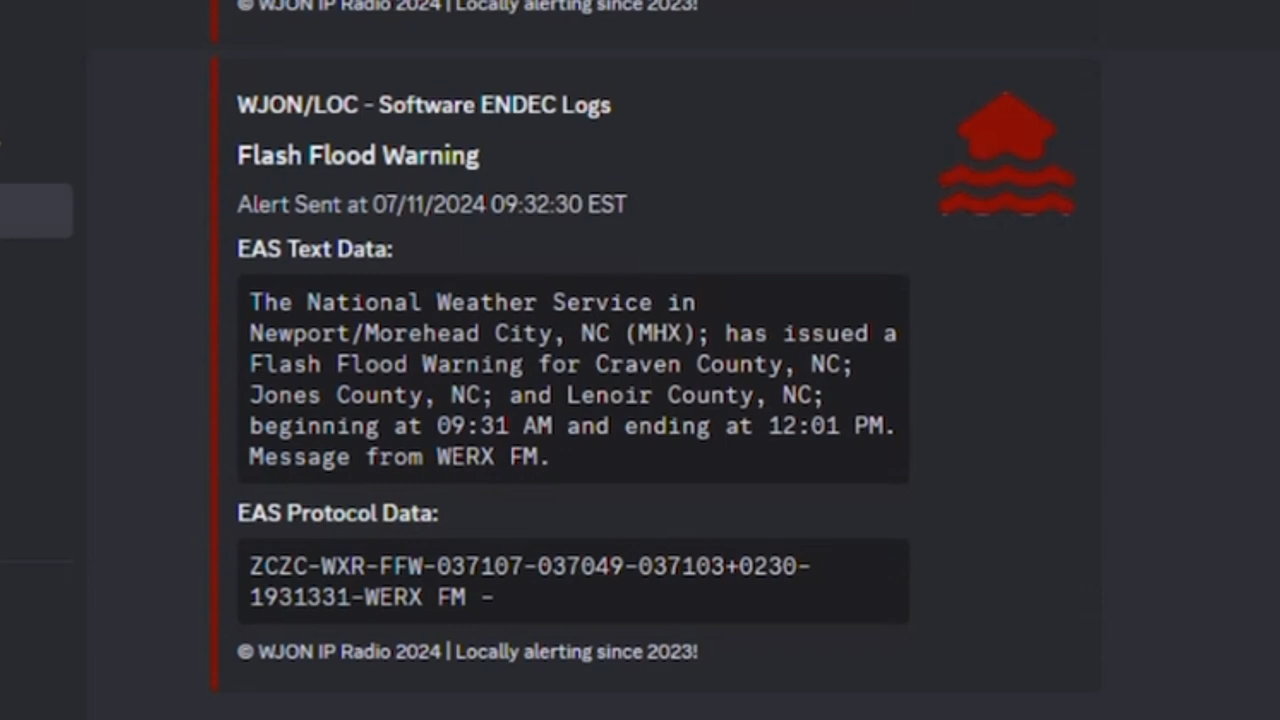 © WJON IP Radio 2024 | Locally alerting since 2023!
WJON/LOC - Software ENDEC Logs
Flash Flood Warning
Alert Sent at 07/11/2024 09:32:30 EST
EAS Text Data:
The National Weather Service in
Newport/Morehead City, NC (MHX); has issued a
Flash Flood Warning for Craven County, NC;
Jones County, NC; and Lenoir County, NC;
beginning at 09:31 AM and ending at 12:01 PM.
Message from WERX FM.
EAS Protocol Data:
ZCZC-WXR-FFW-037107-037049-037103+0230-
1931331-WERX FM -
© WJON IP Radio 2024 | Locally alerting since 2023!